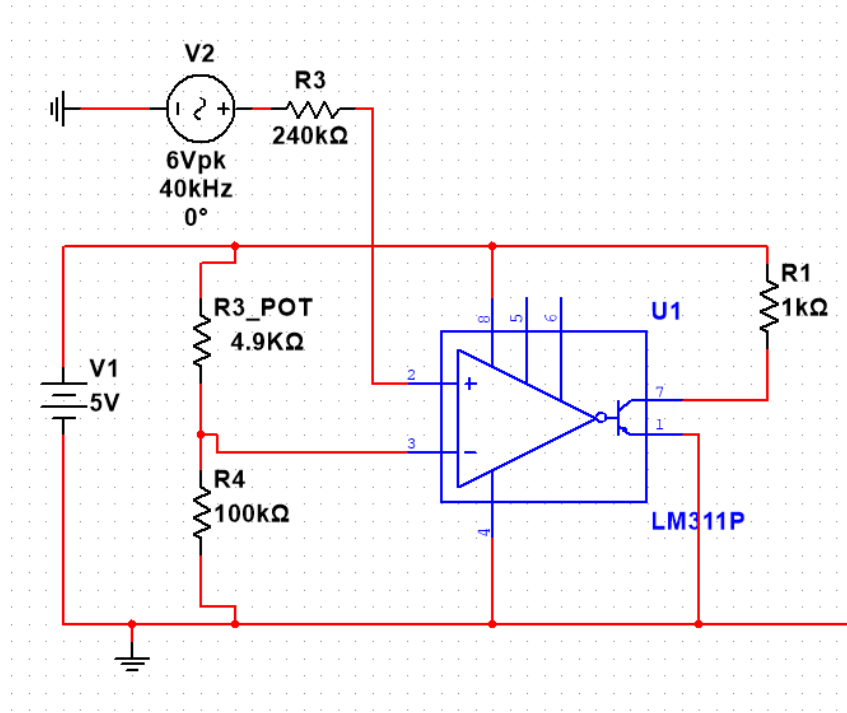 V2
R3
240kΩ
6Vpk
40kHz
0°
R3_POT
4.9KΩ
V1
5V
R4
100kΩ
U1
R1
1kΩ
8
5
6
2
+
3
−
7
1
4
LM311P